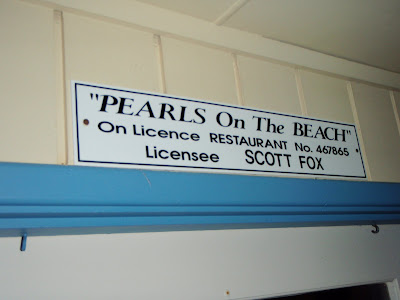 "PEARLS On The BEACH"
On Licence RESTAURANT No. 467865
Licensee SCOTT FOX